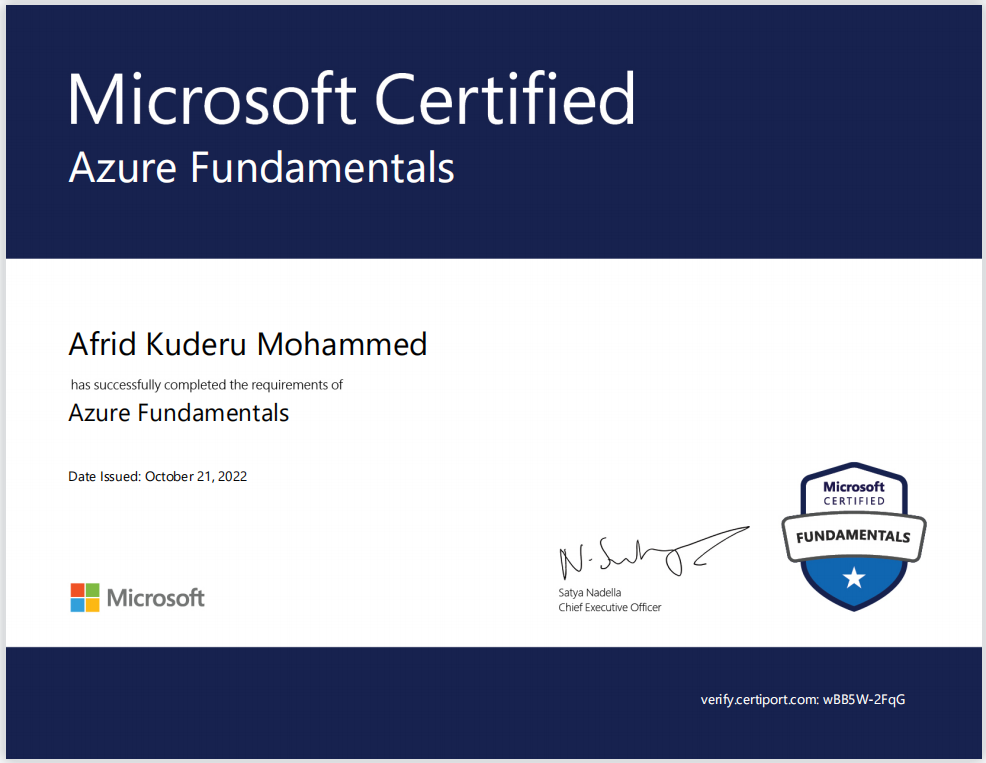 Microsoft Certified
Azure Fundamentals
Afrid Kuderu Mohammed
has successfully completed the requirements of
Azure Fundamentals
Date Issued: October 21, 2022
Microsoft
CERTIFIED
FUNDAMENTALS
N. Satya
Satya Nadella
Chief Executive Officer
Microsoft
verify.certiport.com: wBB5W-2FqG